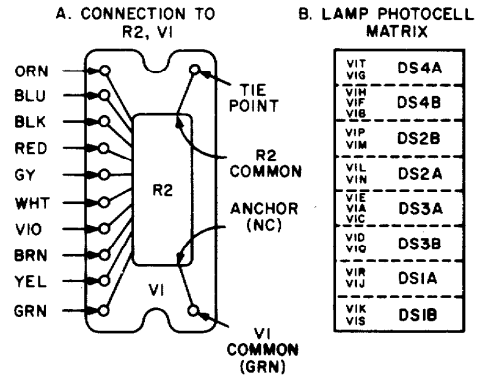 A. CONNECTION TO
R2, V1
ORN
BLU
BLK
RED
GY
WHT
VIO
BRN
YEL
GRN
R2
V1
TIE
POINT
R2
COMMON
ANCHOR
(NC)
V1
COMMON
(GRN)
B. LAMP PHOTOCELL
MATRIX
V1T
V1G
DS4A
V1H
V1F
V1B
DS4B
V1P
V1M
DS2B
V1L
V1N
DS2A
V1E
V1A
V1C
DS3A
V1D
V1Q
DS3B
V1R
V1J
DS1A
V1K
V1S
DS1B